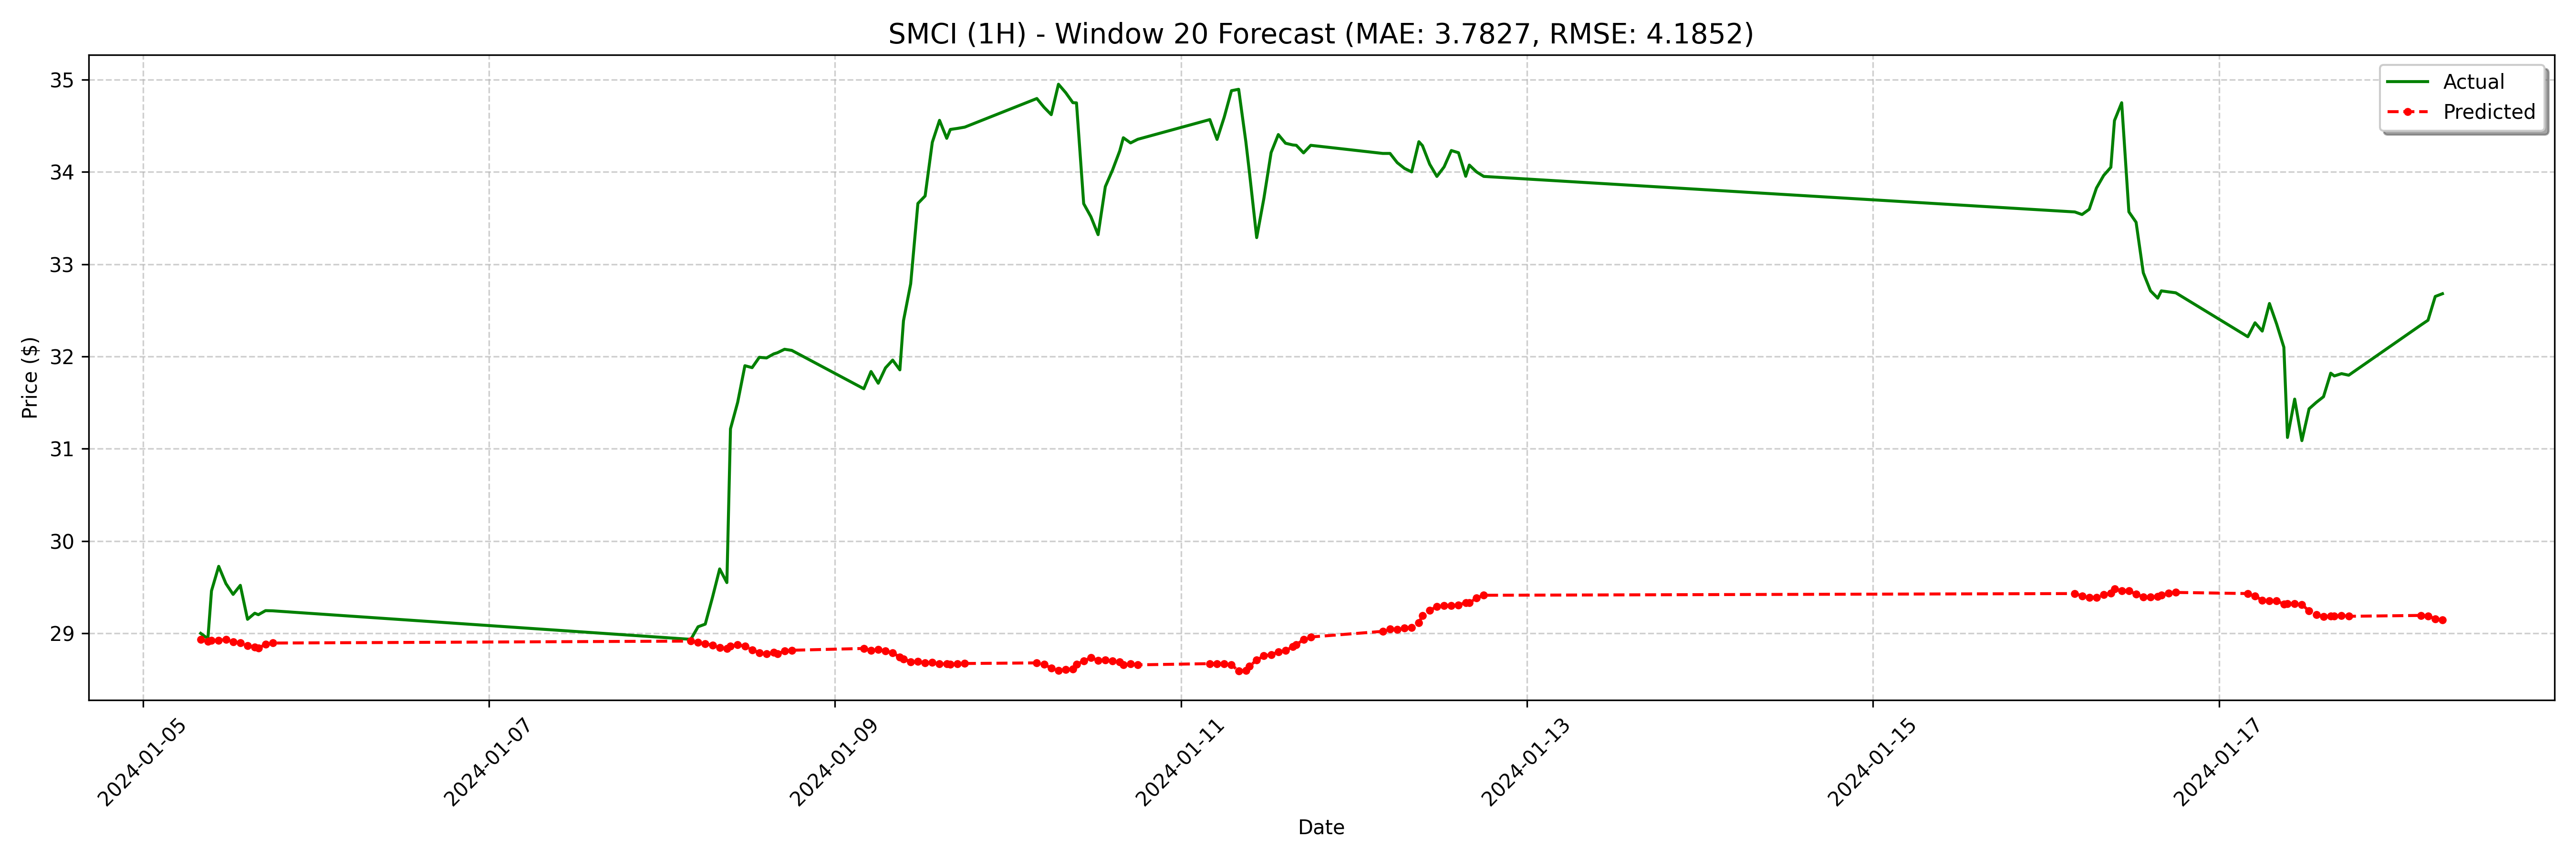 SMCI (1H) - Window 20 Forecast (MAE: 3.7827, RMSE: 4.1852)
Actual
Predicted
Price ($)
35
34
33
32
31
30
29
2024-01-05
2024-01-07
2024-01-09
2024-01-11
2024-01-13
2024-01-15
2024-01-17
Date